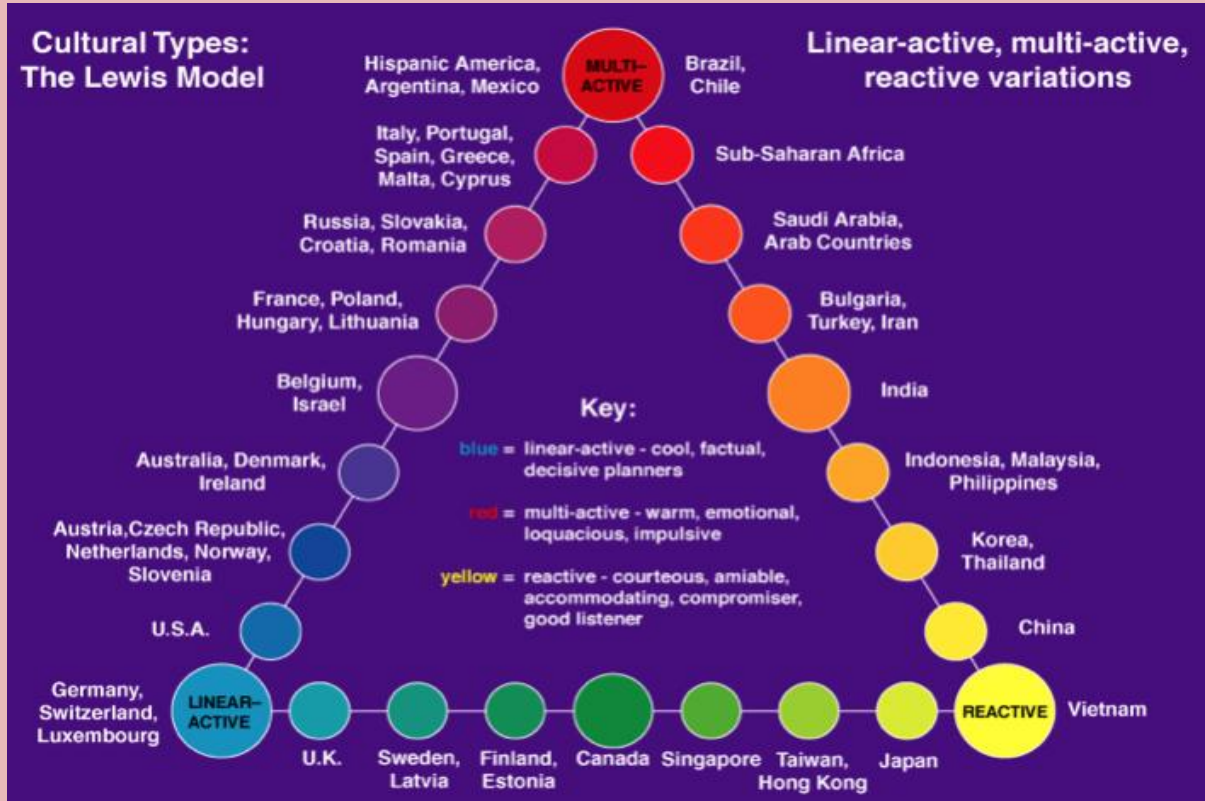 Cultural Types:
The Lewis Model
Linear-active, multi-active,
reactive variations
Hispanic America,
Argentina, Mexico
MULTI-
ACTIVE
Brazil,
Chile
Italy, Portugal,
Spain, Greece,
Malta, Cyprus
Sub-Saharan Africa
Russia, Slovakia,
Croatia, Romania
Saudi Arabia,
Arab Countries
France, Poland,
Hungary, Lithuania
Bulgaria,
Turkey, Iran
Belgium,
Israel
India
Key:
blue = linear-active - cool, factual,
decisive planners
red = multi-active - warm, emotional,
loquacious, impulsive
yellow = reactive - courteous, amiable,
accommodating, compromiser,
good listener
Australia, Denmark,
Ireland
Indonesia, Malaysia,
Philippines
Austria,Czech Republic,
Netherlands, Norway,
Slovenia
Korea,
Thailand
U.S.A.
China
Germany,
Switzerland,
Luxembourg
LINEAR-
ACTIVE
REACTIVE
Vietnam
U.K.
Sweden,
Latvia
Finland,
Estonia
Canada
Singapore
Taiwan,
Hong Kong
Japan